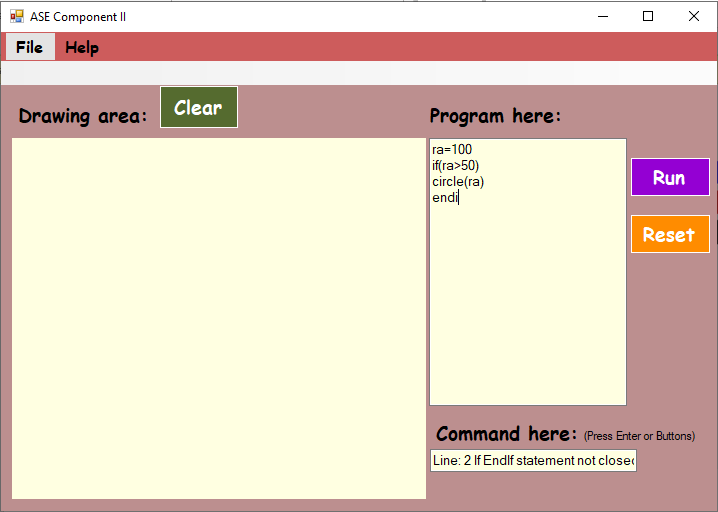 ASE Component II
File Help
Drawing area: Clear
Program here:
ra=100
if(ra>50)
circle(ra)
endi
Run
Reset
Command here: (Press Enter or Buttons)
Line: 2 If EndIf statement not closed